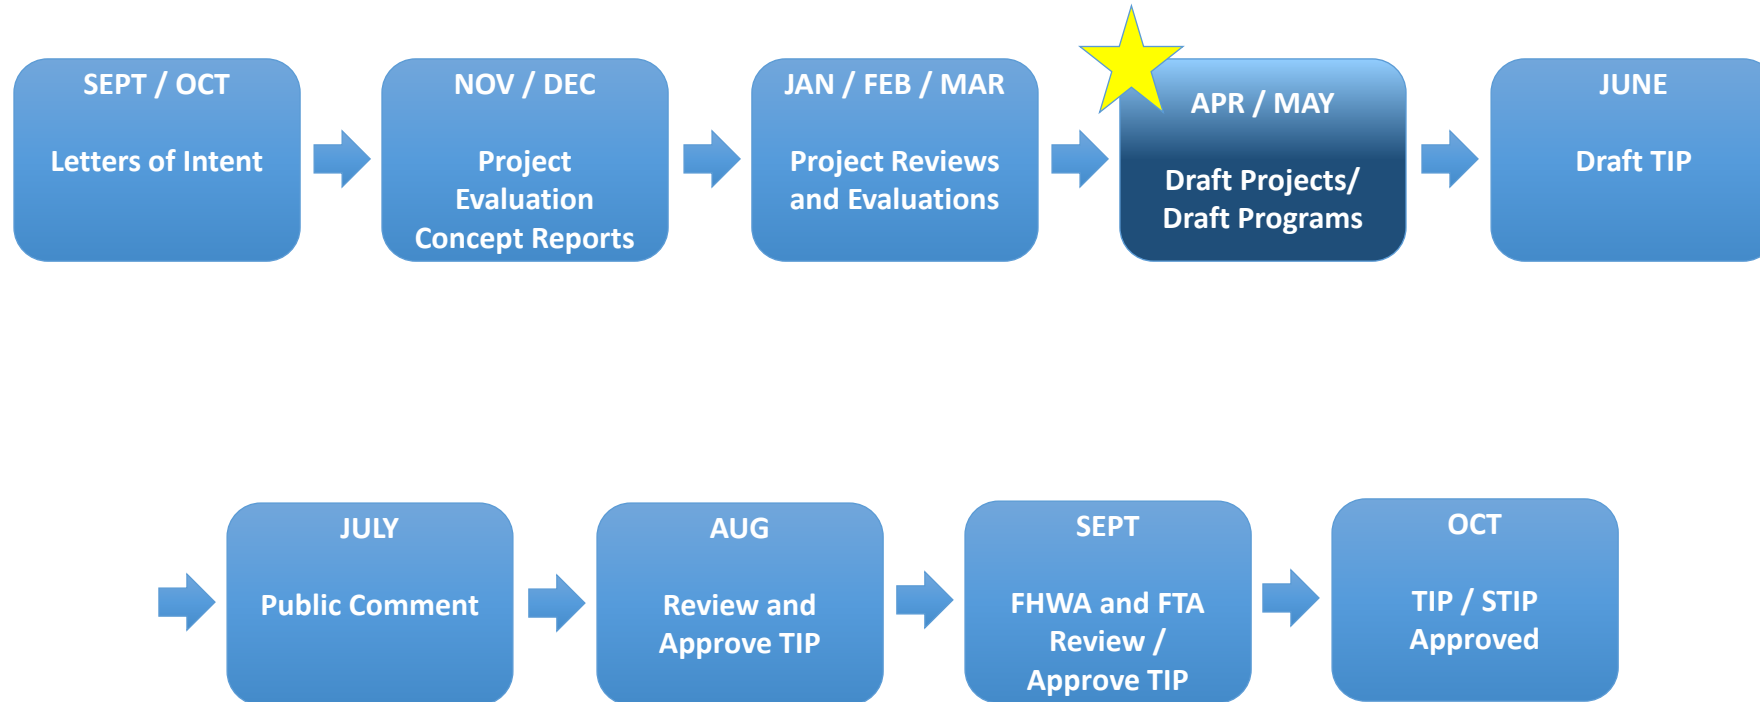 SEPT / OCT
Letters of Intent
NOV / DEC
Project
Evaluation
Concept Reports
JAN / FEB / MAR
Project Reviews
and Evaluations
APR / MAY
Draft Projects/
Draft Programs
JUNE
Draft TIP
JULY
Public Comment
AUG
Review and
Approve TIP
SEPT
FHWA and FTA
Review /
Approve TIP
OCT
TIP / STIP
Approved